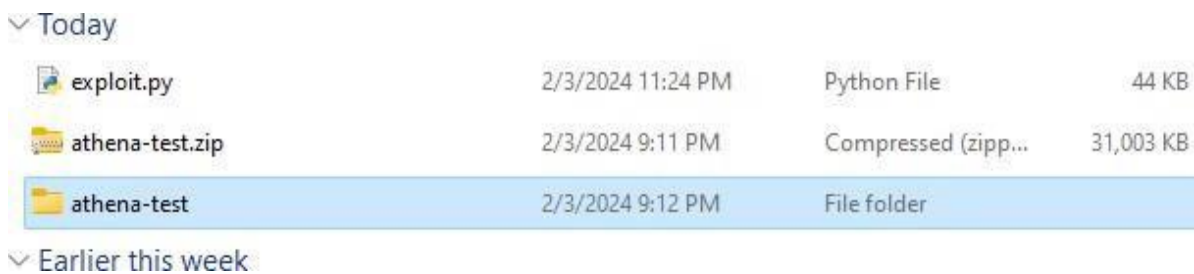 Today
exploit.py 2/3/2024 11:24 PM Python File 44 KB
athena-test.zip 2/3/2024 9:11 PM Compressed (zipp... 31,003 KB
athena-test 2/3/2024 9:12 PM File folder
Earlier this week